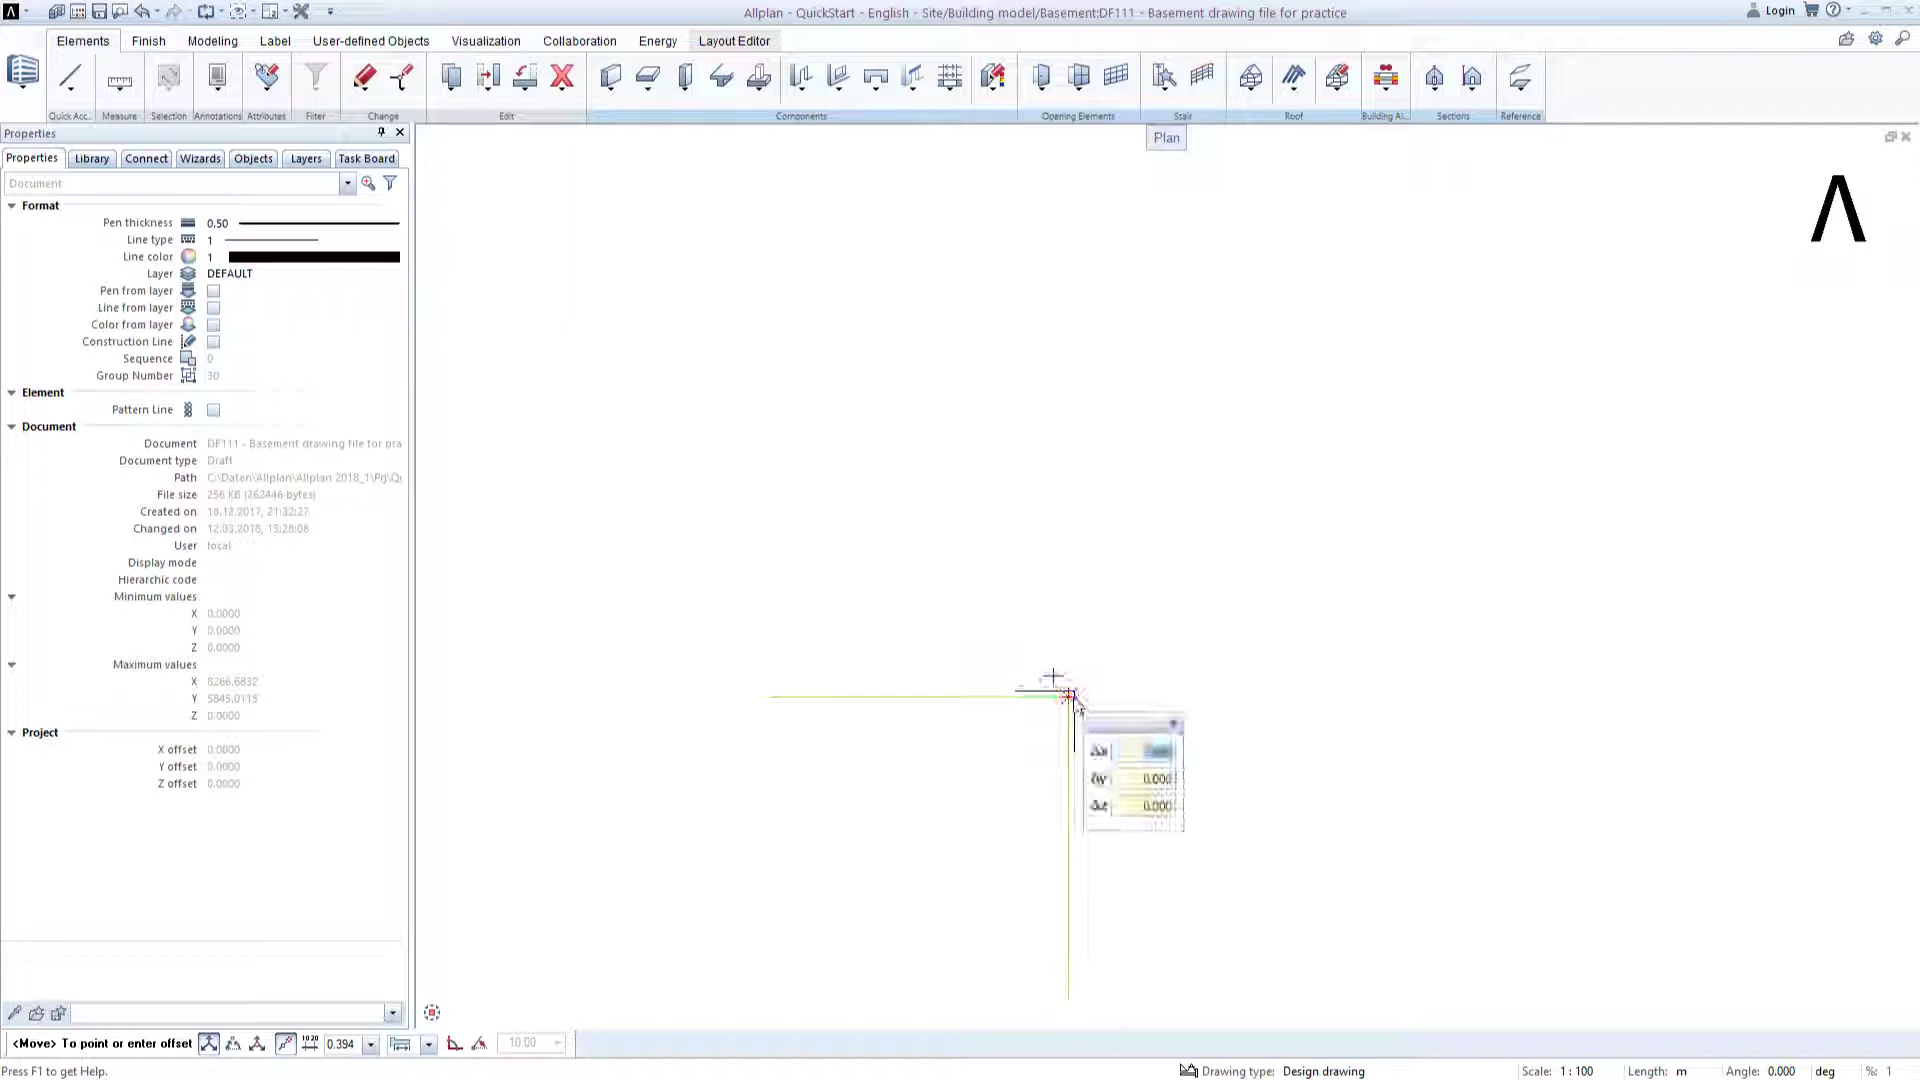 Allplan - QuickStart - English - Site/Building model/Basement:DF111 - Basement drawing file for practice
Login
Elements Finish Modeling Label User-defined Objects Visualization Collaboration Energy Layout Editor
Quick Acc... Measure Selection Annotations Attributes Filter Change Edit Components Opening Elements Stair Roof Building Al... Sections Reference
Properties
Plan
Properties Library Connect Wizards Objects Layers Task Board
Document
Format
Pen thickness 0.50
Line type 1
Line color 1
Layer DEFAULT
Pen from layer
Line from layer
Color from layer
Construction Line
Sequence 0
Group Number 30
Element
Pattern Line
Document
Document DF111 - Basement drawing file for pra
Document type Draft
Path C:\Daten\Allplan\Allplan 2018_1\Prj\Qu
File size 256 KB (262446 bytes)
Created on 18.12.2017, 21:32:27
Changed on 12.03.2018, 15:28:06
User local
Display mode
Hierarchic code
Minimum values
X 0.0000
Y 0.0000
Z 0.0000
Maximum values
X 8266.6832
Y 5845.0115
Z 0.0000
Project
X offset 0.0000
Y offset 0.0000
Z offset 0.0000
0.000
0.000
<Move> To point or enter offset 0.394 10.00
Press F1 to get Help. Drawing type: Design drawing Scale: 1 : 100 Length: m Angle: 0.000 deg %: 1